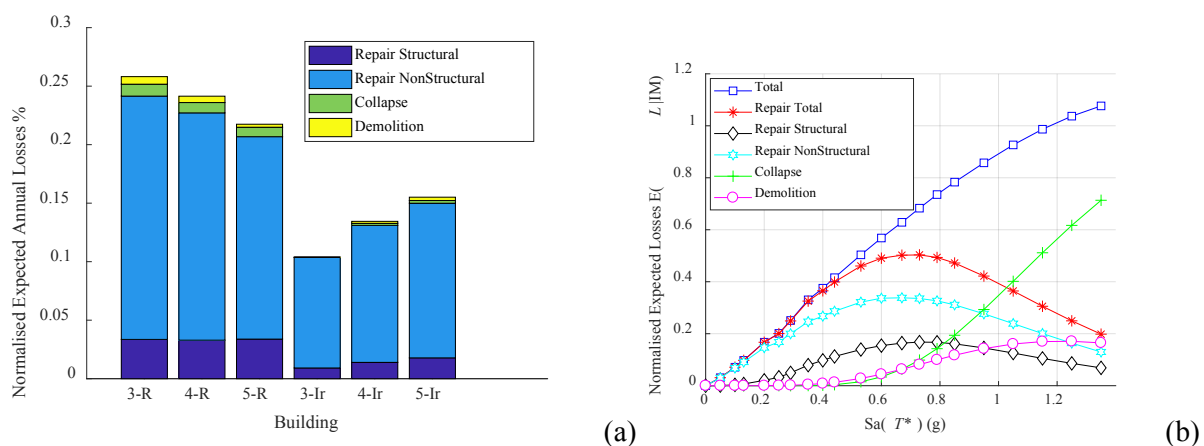 Normalised Expected Annual Losses %
0.3
0.25
0.2
0.15
0.1
0.05
0
Repair Structural
Repair NonStructural
Collapse
Demolition
3-R 4-R 5-R 3-Ir 4-Ir 5-Ir
Building
(a)
Normalised Expected Losses E( L |IM)
1.2
1.0
0.8
0.6
0.4
0.2
0
Total
Repair Total
Repair Structural
Repair NonStructural
Collapse
Demolition
0 0.2 0.4 0.6 0.8 1 1.2
Sa( T* ) (g)
(b)